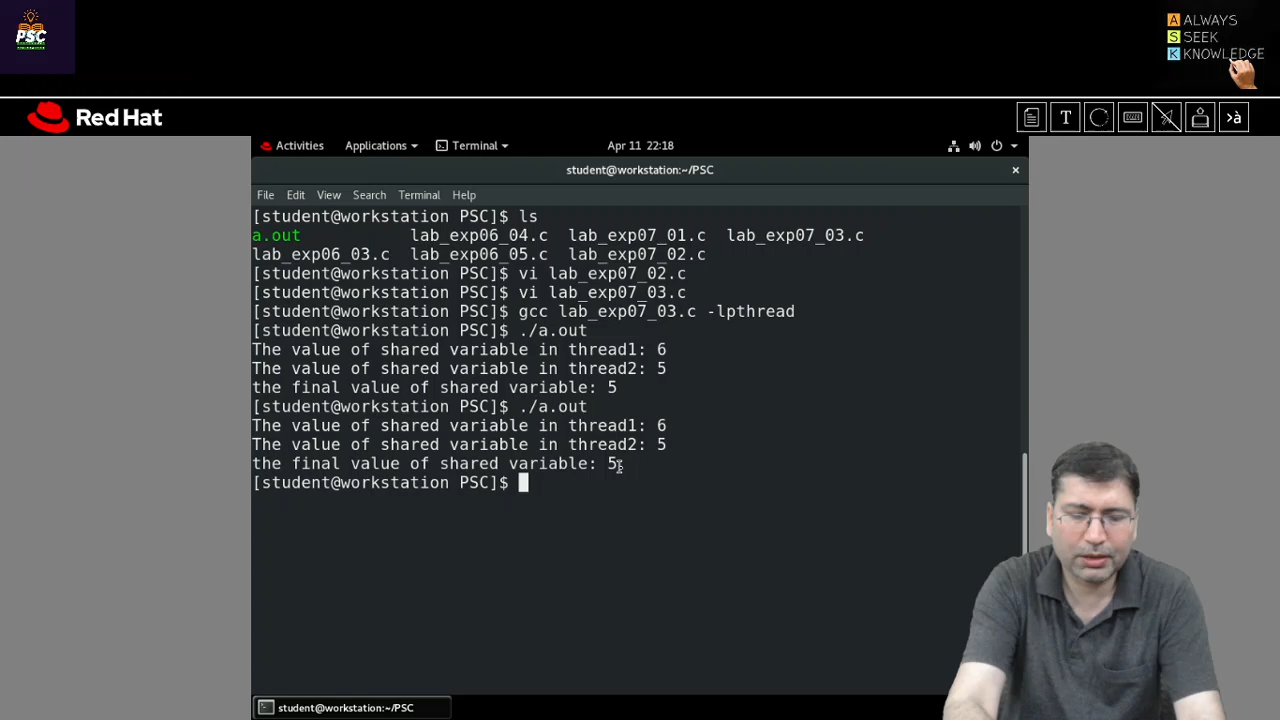 PSC
A ALWAYS
S SEEK
K KNOWLEDGE
Red Hat
T
>à
Activities Applications Terminal Apr 11 22:18
student@workstation:~/PSC ×
File Edit View Search Terminal Help
[student@workstation PSC]$ ls
a.out lab_exp06_04.c lab_exp07_01.c lab_exp07_03.c
lab_exp06_03.c lab_exp06_05.c lab_exp07_02.c
[student@workstation PSC]$ vi lab_exp07_02.c
[student@workstation PSC]$ vi lab_exp07_03.c
[student@workstation PSC]$ gcc lab_exp07_03.c -lpthread
[student@workstation PSC]$ ./a.out
The value of shared variable in thread1: 6
The value of shared variable in thread2: 5
the final value of shared variable: 5
[student@workstation PSC]$ ./a.out
The value of shared variable in thread1: 6
The value of shared variable in thread2: 5
the final value of shared variable: 5
[student@workstation PSC]$
student@workstation:~/PSC